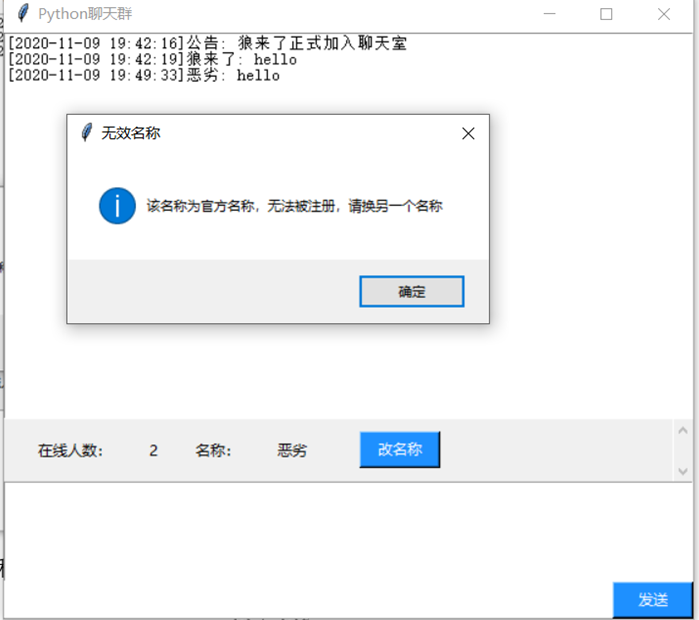 Python聊天群
[2020-11-09 19:42:16]公告: 狼来了正式加入聊天室
[2020-11-09 19:42:19]狼来了: hello
[2020-11-09 19:49:33]恶劣: hello
无效名称
该名称为官方名称，无法被注册，请换另一个名称
确定
在线人数： 2 名称： 恶劣 改名称
发送